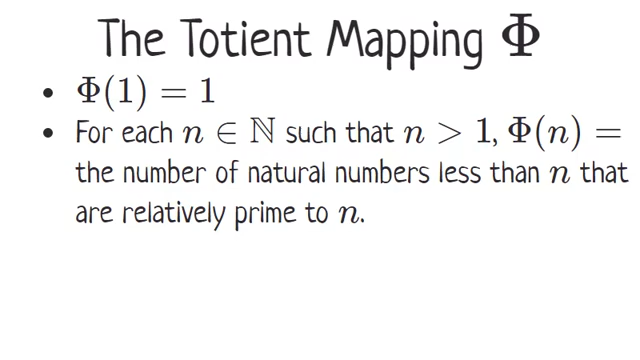 The Totient Mapping Φ
• Φ(1) = 1
• For each n ∈ ℕ such that n > 1, Φ(n) =
the number of natural numbers less than n that
are relatively prime to n.